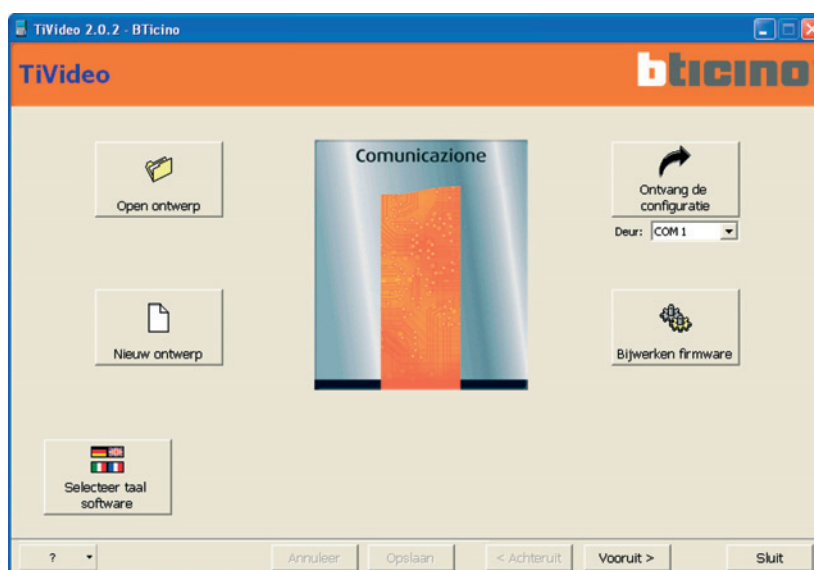 TiVideo 2.0.2 - BTicino
TiVideo
bticino
Comunicazione
Open ontwerp
Ontvang de
configuratie
Deur: COM 1
Nieuw ontwerp
Bijwerken firmware
Selecteer taal
software
? Annuleer Opslaan < Achteruit Vooruit > Sluit